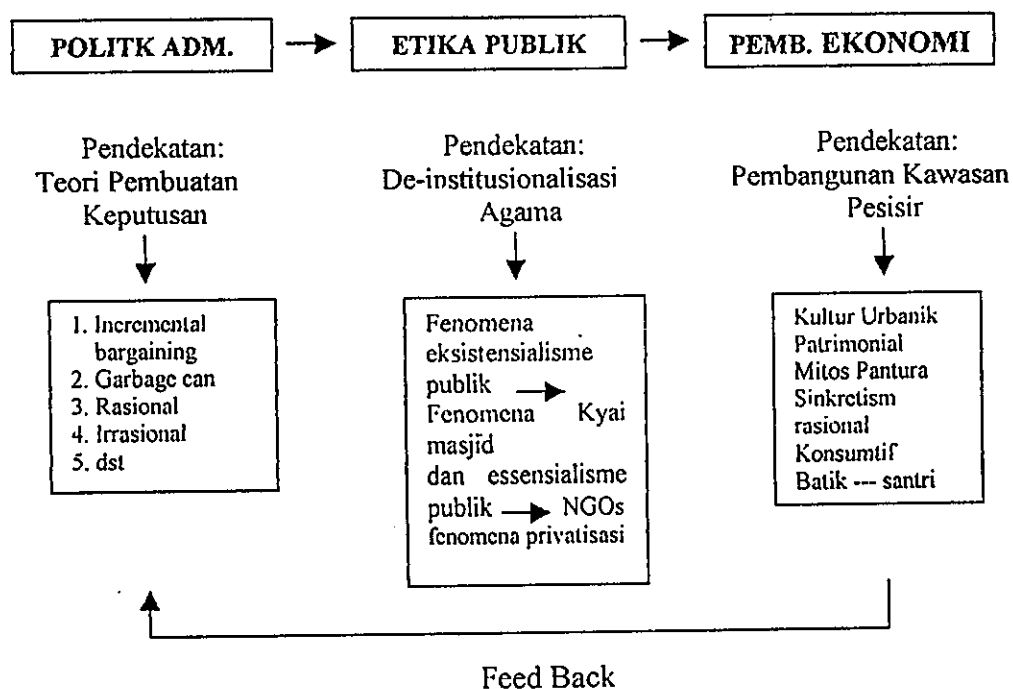 POLITK ADM.
ETIKA PUBLIK
PEMB. EKONOMI
Pendekatan:
Teori Pembuatan
Keputusan
Pendekatan:
De-institusionalisasi
Agama
Pendekatan:
Pembangunan Kawasan
Pesisir
1. Incremental
bargaining
2. Garbage can
3. Rasional
4. Irrasional
5. dst
Fenomena
eksistensialisme
publik →
Fenomena Kyai
masjid
dan essensialisme
publik → NGOs
fenomena privatisasi
Kultur Urbanik
Patrimonial
Mitos Pantura
Sinkretism
rasional
Konsumtif
Batik --- santri
Feed Back